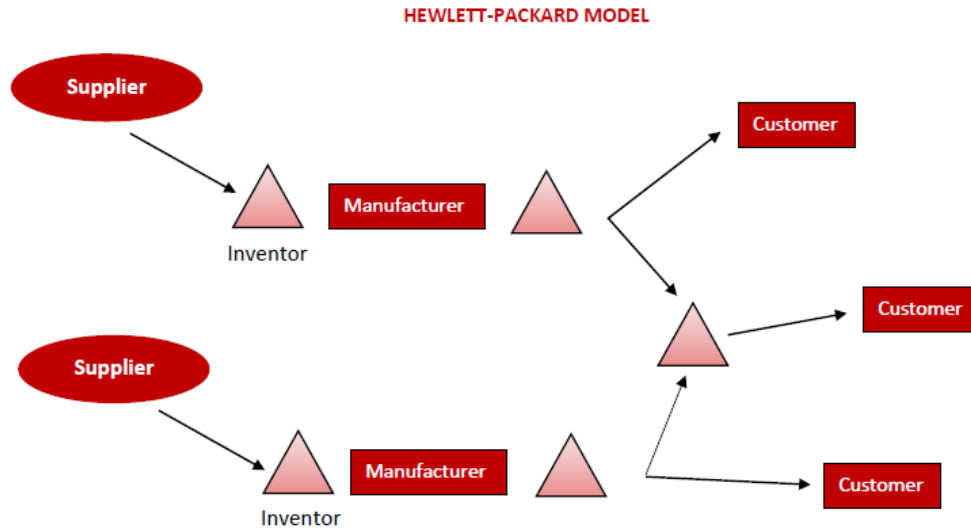 HEWLETT-PACKARD MODEL
Supplier
Customer
Manufacturer
Inventor
Customer
Supplier
Manufacturer
Customer
Inventor